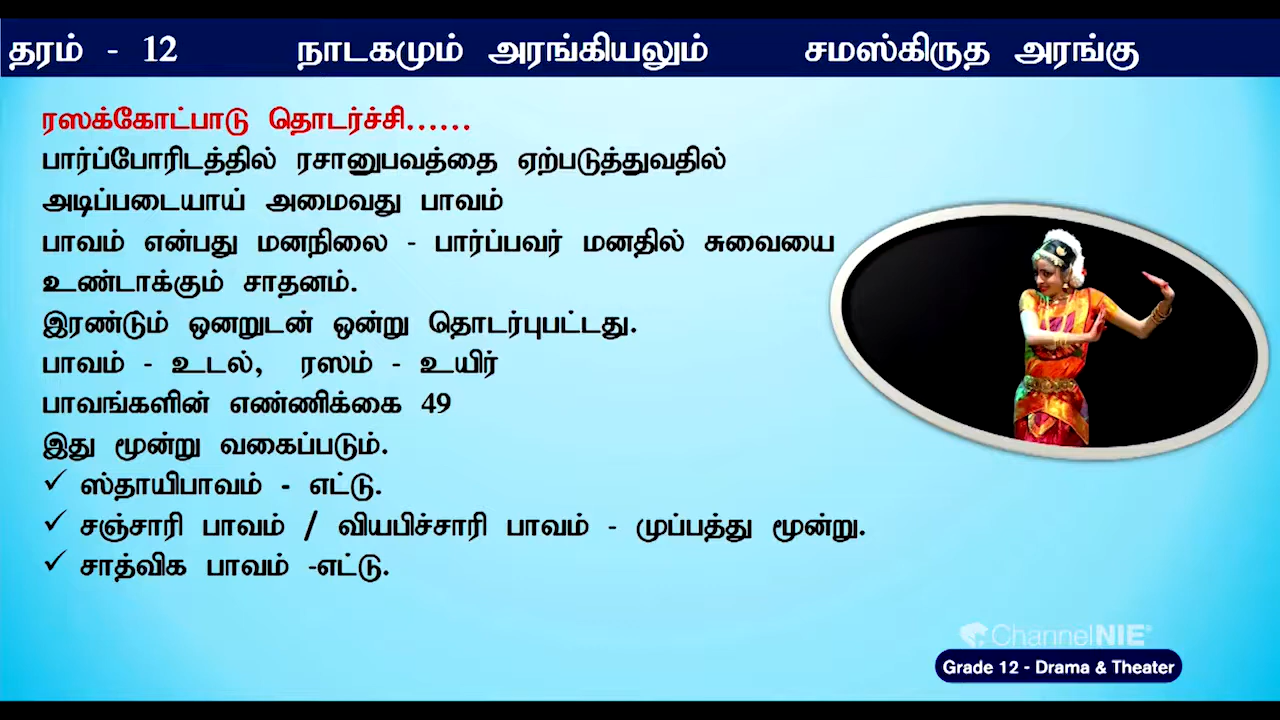 தரம் - 12 நாடகமும் அரங்கியலும் சமஸ்கிருத அரங்கு
ரஸக்கோட்பாடு தொடர்ச்சி......
பார்ப்போரிடத்தில் ரசானுபவத்தை ஏற்படுத்துவதில்
அடிப்படையாய் அமைவது பாவம்
பாவம் என்பது மனநிலை - பார்ப்பவர் மனதில் சுவையை
உண்டாக்கும் சாதனம்.
இரண்டும் ஒனறுடன் ஒன்று தொடர்புபட்டது.
பாவம் - உடல், ரஸம் - உயிர்
பாவங்களின் எண்ணிக்கை 49
இது மூன்று வகைப்படும்.
✓ ஸ்தாயிபாவம் - எட்டு.
✓ சஞ்சாரி பாவம் / வியபிச்சாரி பாவம் - முப்பத்து மூன்று.
✓ சாத்விக பாவம் -எட்டு.
ChannelNIE
Grade 12 - Drama & Theater